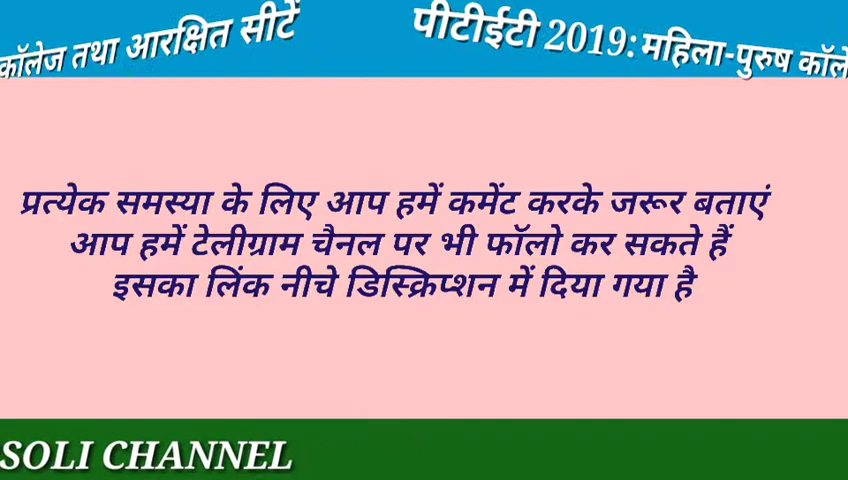 कॉलेज तथा आरक्षित सीटें
पीटीईटी 2019: महिला-पुरुष
प्रत्येक समस्या के लिए आप हमें कमेंट करके जरूर बताएं
आप हमें टेलीग्राम चैनल पर भी फॉलो कर सकते हैं
इसका लिंक नीचे डिस्क्रिप्शन में दिया गया है
SOLI CHANNEL